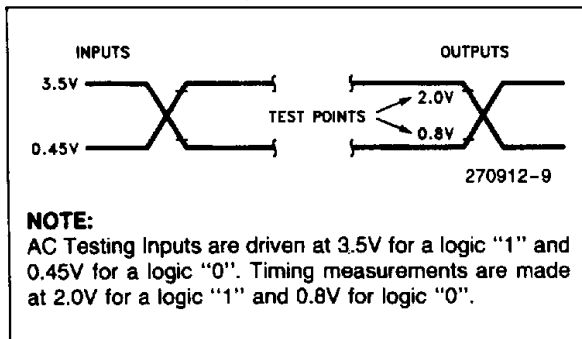 INPUTS
OUTPUTS
3.5V
2.0V
TEST POINTS
0.8V
0.45V
270912-9
NOTE:
AC Testing Inputs are driven at 3.5V for a logic "1" and
0.45V for a logic "0". Timing measurements are made
at 2.0V for a logic "1" and 0.8V for logic "0".